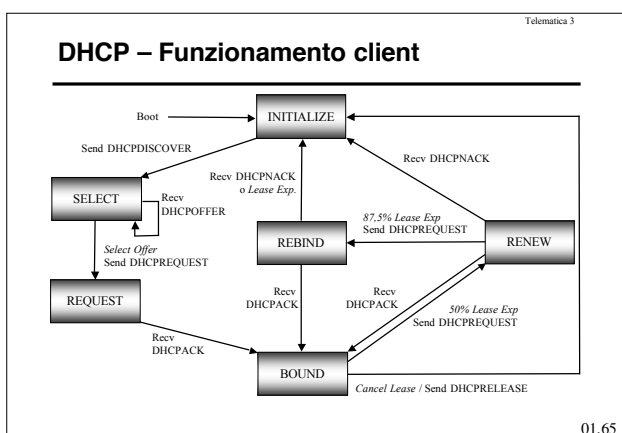 Telematica 3
DHCP – Funzionamento client
Boot
INITIALIZE
Send DHCPDISCOVER
Recv DHCPNACK
o Lease Exp.
Recv DHCPNACK
SELECT
Recv
DHCPOFFER
87,5% Lease Exp
Send DHCPREQUEST
REBIND
RENEW
Select Offer
Send DHCPREQUEST
REQUEST
Recv
DHCPACK
Recv
DHCPACK
50% Lease Exp
Send DHCPREQUEST
Recv
DHCPACK
BOUND
Cancel Lease / Send DHCPRELEASE
01.65